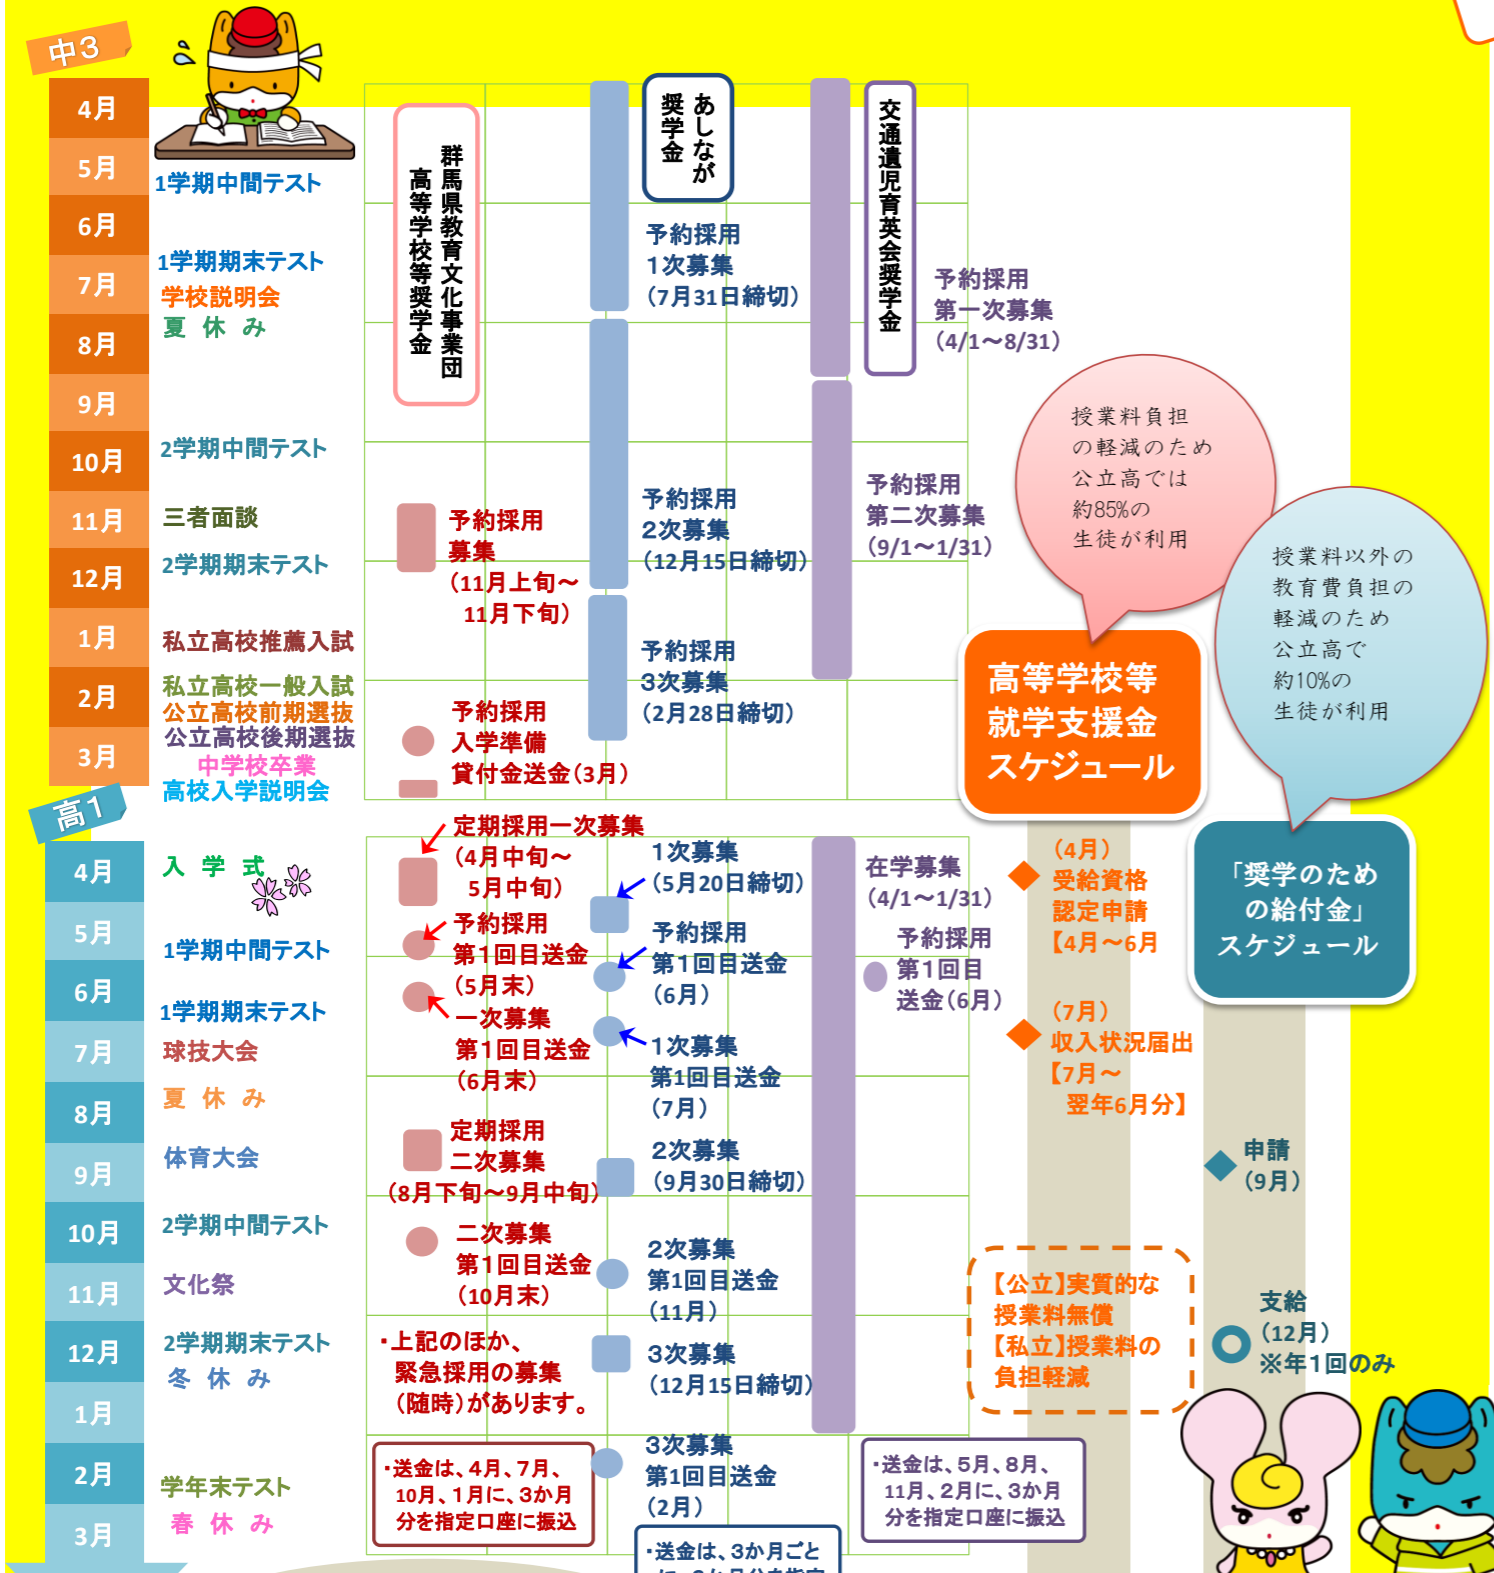 中3
4月
5月
6月
7月
8月
9月
10月
11月
12月
1月
2月
3月
1学期中間テスト
1学期期末テスト
学校説明会
夏 休 み
2学期中間テスト
三者面談
2学期期末テスト
私立高校推薦入試
私立高校一般入試
公立高校前期選抜
公立高校後期選抜
中学校卒業
高校入学説明会
群馬県教育文化事業団
高等学校等奨学金
予約採用
募集
(11月上旬～
11月下旬)
予約採用
入学準備
貸付金送金(3月)
あしなが
奨学金
予約採用
1次募集
(7月31日締切)
予約採用
2次募集
(12月15日締切)
予約採用
3次募集
(2月28日締切)
交通遺児育英会奨学金
予約採用
第一次募集
(4/1～8/31)
予約採用
第二次募集
(9/1～1/31)
授業料負担
の軽減のため
公立高では
約85%の
生徒が利用
高等学校等
就学支援金
スケジュール
授業料以外の
教育費負担の
軽減のため
公立高で
約10%の
生徒が利用
「奨学のため
の給付金」
スケジュール
高1
4月
5月
6月
7月
8月
9月
10月
11月
12月
1月
2月
3月
入 学 式
1学期中間テスト
1学期期末テスト
球技大会
夏 休 み
体育大会
2学期中間テスト
文化祭
2学期期末テスト
冬 休 み
学年末テスト
春 休 み
定期採用一次募集
(4月中旬～
5月中旬)
予約採用
第1回目送金
(5月末)
一次募集
第1回目送金
(6月末)
定期採用
二次募集
(8月下旬～9月中旬)
二次募集
第1回目送金
(10月末)
・上記のほか、
緊急採用の募集
(随時)があります。
・送金は、4月、7月、
10月、1月に、3か月
分を指定口座に振込
1次募集
(5月20日締切)
予約採用
第1回目送金
(6月)
1次募集
第1回目送金
(7月)
2次募集
(9月30日締切)
2次募集
第1回目送金
(11月)
3次募集
(12月15日締切)
3次募集
第1回目送金
(2月)
・送金は、3か月ごと
在学募集
(4/1～1/31)
予約採用
第1回目
送金(6月)
・送金は、5月、8月、
11月、2月に、3か月
分を指定口座に振込
(4月)
受給資格
認定申請
【4月～6月
(7月)
収入状況届出
【7月～
翌年6月分】
【公立】実質的な
授業料無償
【私立】授業料の
負担軽減
申請
(9月)
支給
(12月)
※年1回のみ